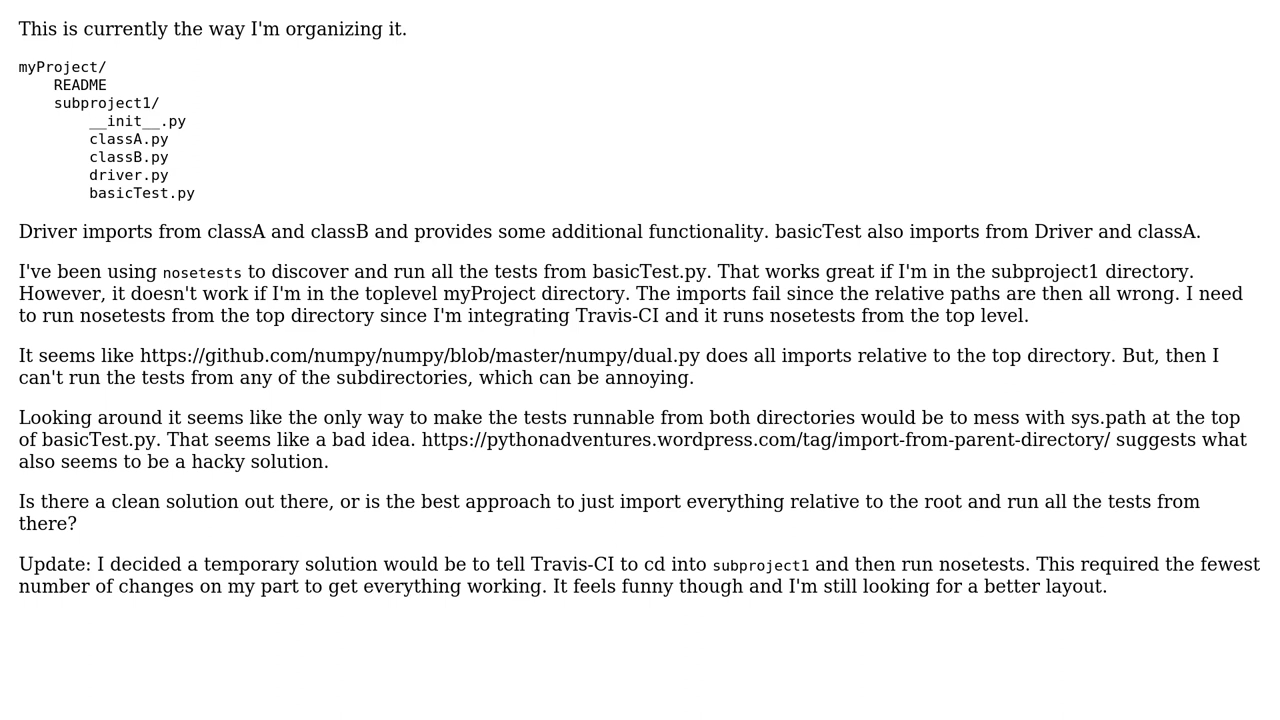 This is currently the way I'm organizing it.
myProject/
    README
    subproject1/
        __init__.py
        classA.py
        classB.py
        driver.py
        basicTest.py
Driver imports from classA and classB and provides some additional functionality. basicTest also imports from Driver and classA.
I've been using nosetests to discover and run all the tests from basicTest.py. That works great if I'm in the subproject1 directory.
However, it doesn't work if I'm in the toplevel myProject directory. The imports fail since the relative paths are then all wrong. I need
to run nosetests from the top directory since I'm integrating Travis-CI and it runs nosetests from the top level.
It seems like https://github.com/numpy/numpy/blob/master/numpy/dual.py does all imports relative to the top directory. But, then I
can't run the tests from any of the subdirectories, which can be annoying.
Looking around it seems like the only way to make the tests runnable from both directories would be to mess with sys.path at the top
of basicTest.py. That seems like a bad idea. https://pythonadventures.wordpress.com/tag/import-from-parent-directory/ suggests what
also seems to be a hacky solution.
Is there a clean solution out there, or is the best approach to just import everything relative to the root and run all the tests from
there?
Update: I decided a temporary solution would be to tell Travis-CI to cd into subproject1 and then run nosetests. This required the fewest
number of changes on my part to get everything working. It feels funny though and I'm still looking for a better layout.